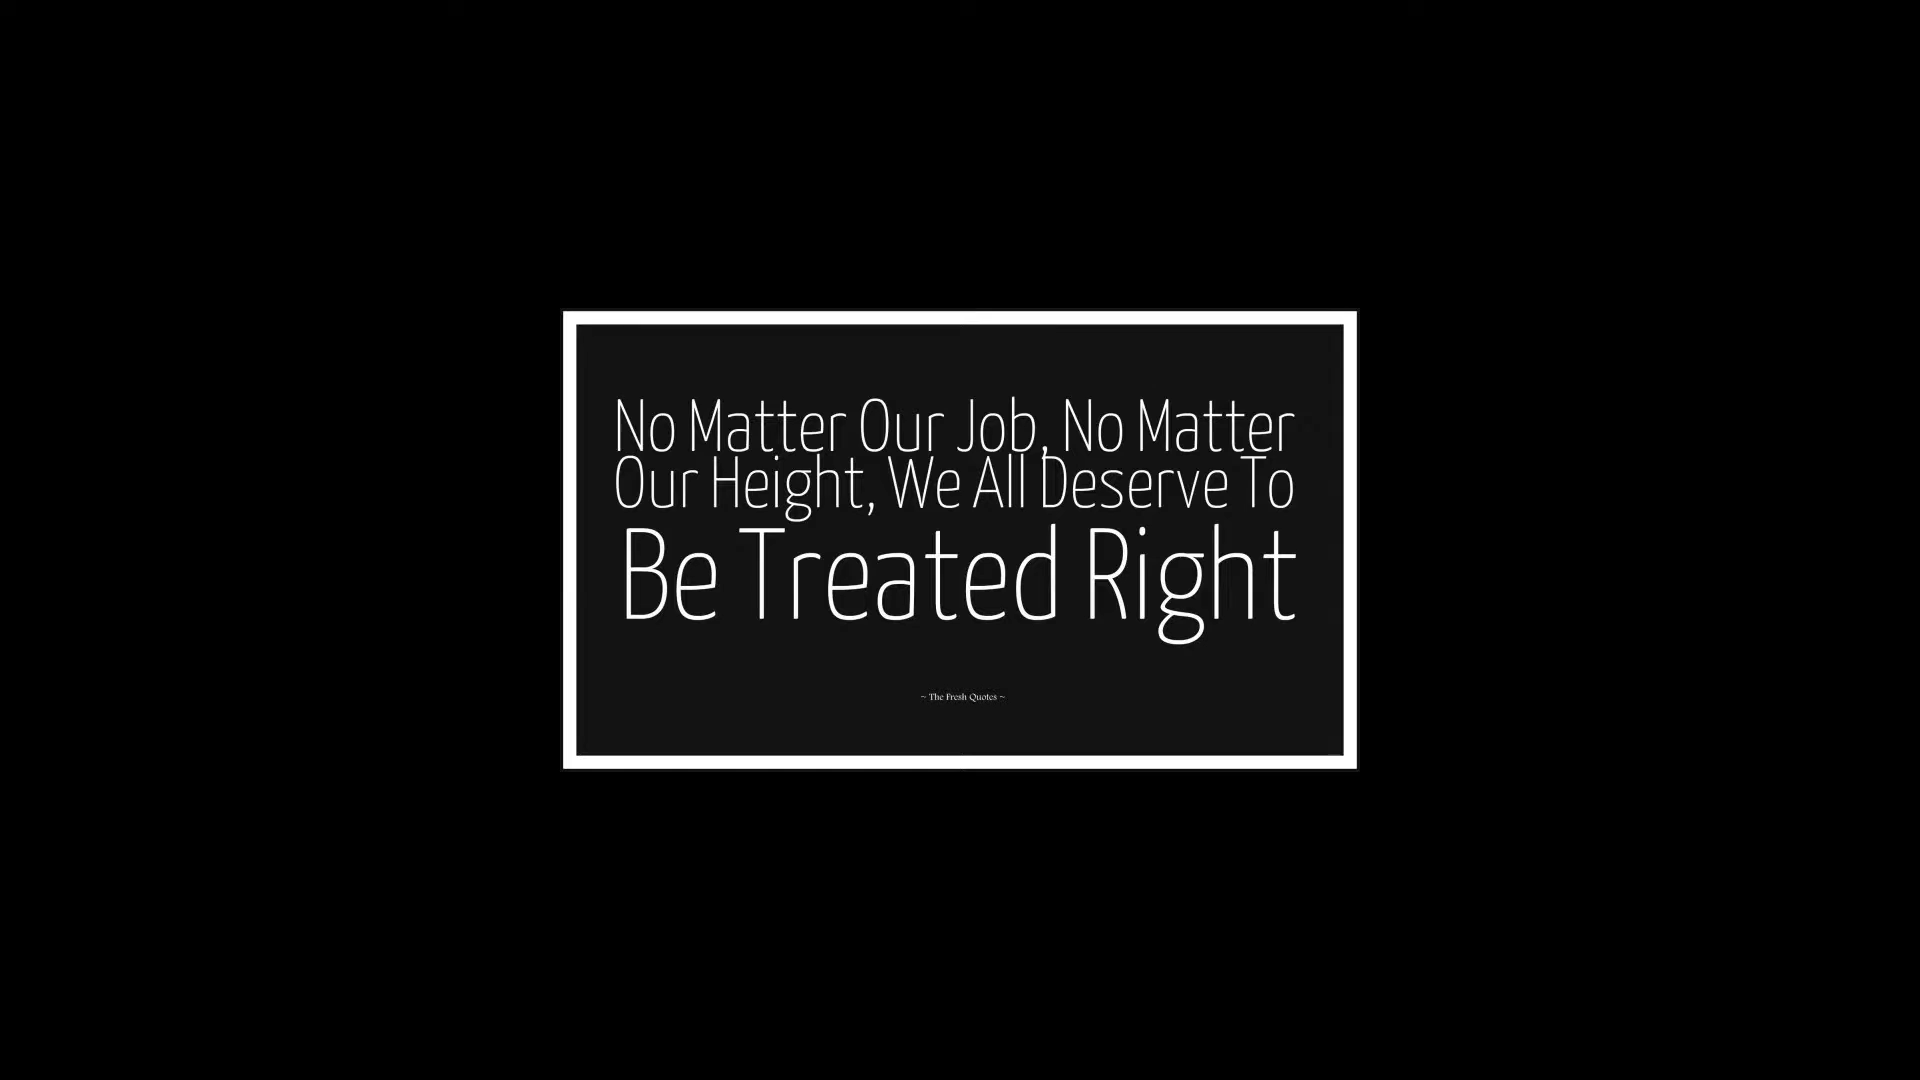 No Matter Our Job, No Matter
Our Height, We All Deserve To
Be Treated Right
~ The Fresh Quotes ~